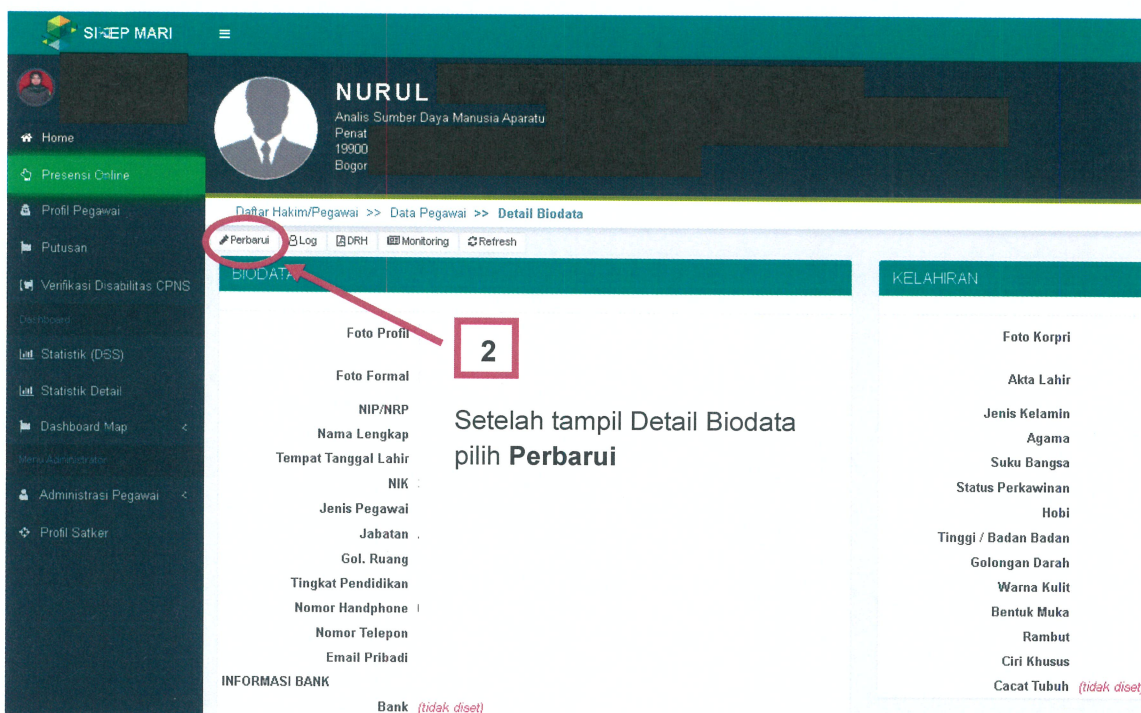 SIKEP MARI
NURUL
Analis Sumber Daya Manusia Aparatu
Penat
19900
Bogor
Home
Presensi Online
Profil Pegawai
Putusan
Verifikasi Disabilitas CPNS
Dashboard
Statistik (DSS)
Statistik Detail
Dashboard Map <
Menu Administrator
Administrasi Pegawai <
Profil Satker
Daftar Hakim/Pegawai >> Data Pegawai >> Detail Biodata
Perbarui Log DRH Monitoring Refresh
BIODATA
Foto Profil
Foto Formal
NIP/NRP
Nama Lengkap
Tempat Tanggal Lahir
NIK
Jenis Pegawai
Jabatan
Gol. Ruang
Tingkat Pendidikan
Nomor Handphone
Nomor Telepon
Email Pribadi
INFORMASI BANK
Bank (tidak diset)
2
Setelah tampil Detail Biodata
pilih Perbarui
KELAHIRAN
Foto Korpri
Akta Lahir
Jenis Kelamin
Agama
Suku Bangsa
Status Perkawinan
Hobi
Tinggi / Badan Badan
Golongan Darah
Warna Kulit
Bentuk Muka
Rambut
Ciri Khusus
Cacat Tubuh (tidak diset)